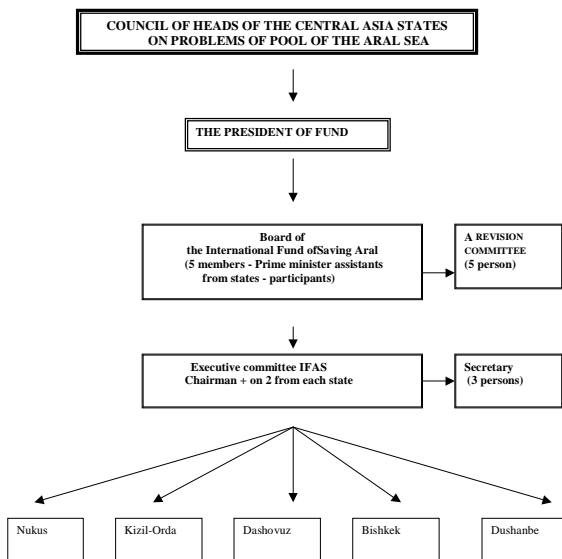 COUNCIL OF HEADS OF THE CENTRAL ASIA STATES
ON PROBLEMS OF POOL OF THE ARAL SEA
THE PRESIDENT OF FUND
Board of
the International Fund ofSaving Aral
(5 members - Prime minister assistants
from states - participants)
A REVISION
COMMITTEE
(5 person)
Executive committee IFAS
Chairman + on 2 from each state
Secretary
(3 persons)
Nukus
Kizil-Orda
Dashovuz
Bishkek
Dushanbe